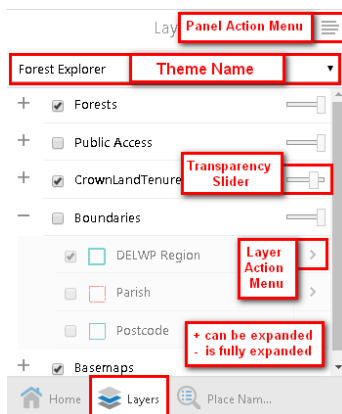 Lay
Panel Action Menu
Forest Explorer
Theme Name
+ Forests
+ Public Access
Transparency
Slider
+ CrownLandTenure
- Boundaries
DELWP Region
Layer
Action
Menu
Parish
Postcode
+ can be expanded
- is fully expanded
+ Basemaps
Home
Layers
Place Nam...